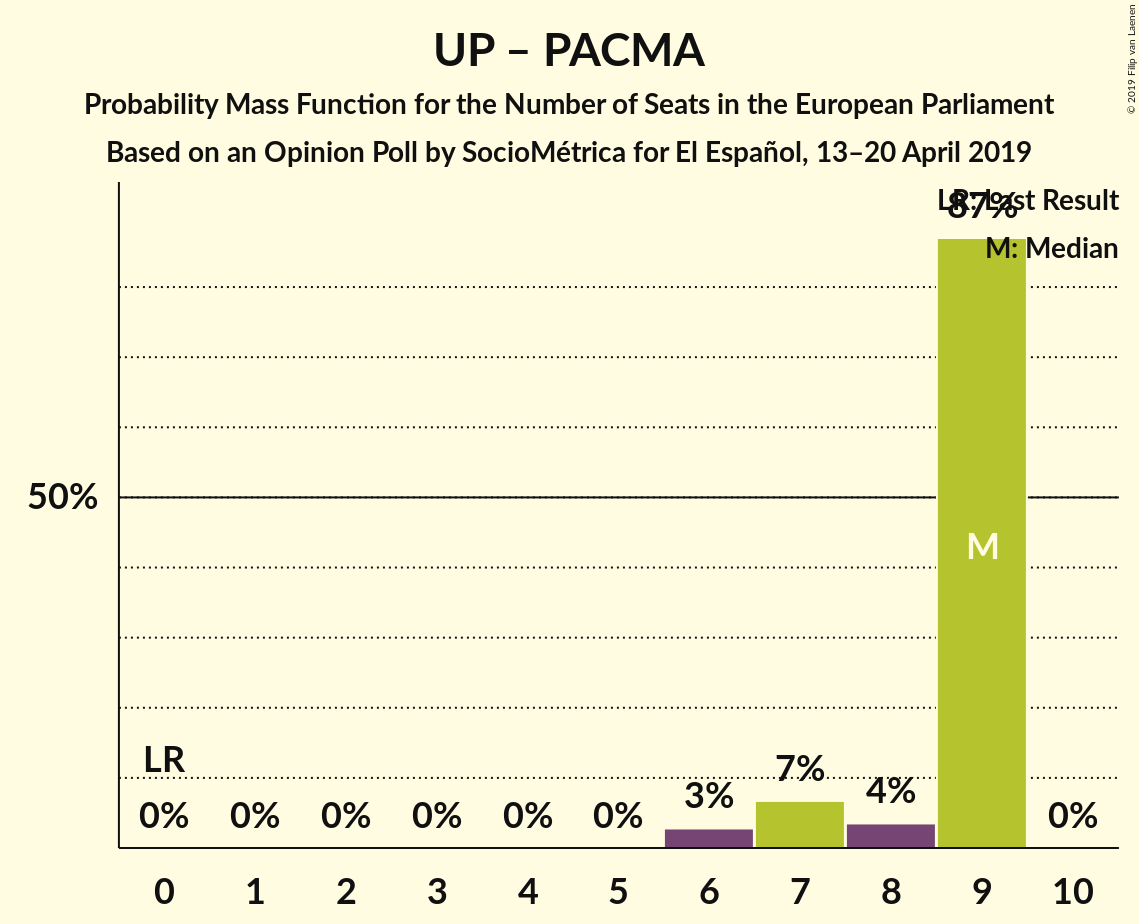 UP – PACMA
Probability Mass Function for the Number of Seats in the European Parliament
Based on an Opinion Poll by SocioMétrica for El Español, 13–20 April 2019
© 2019 Filip van Laenen
LR: Last Result
87%
M: Median
50%
M
LR
0% 0% 0% 0% 0% 0% 3% 7% 4% 0%
0 1 2 3 4 5 6 7 8 9 10